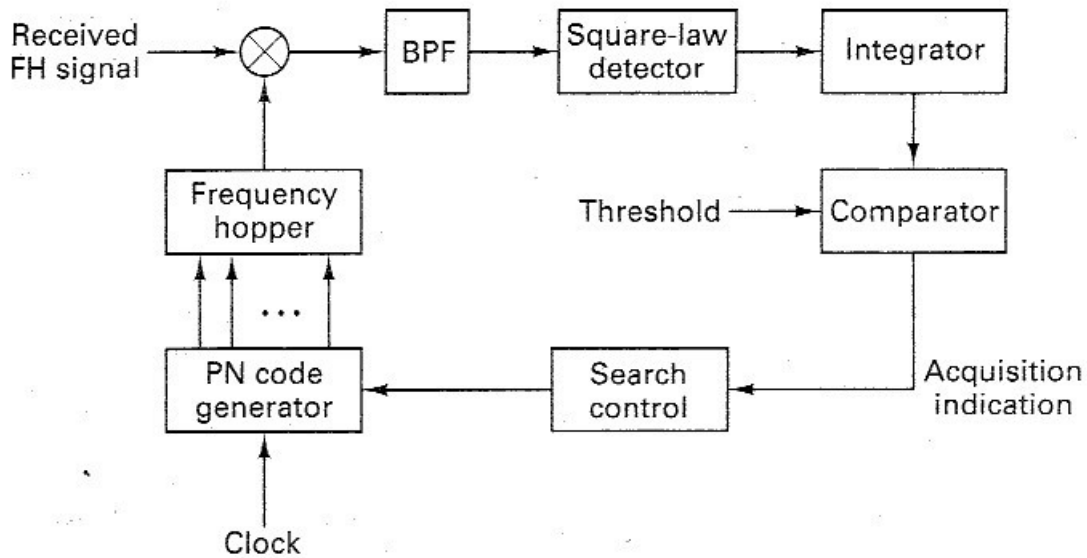 Received
FH signal
BPF
Square-law
detector
Integrator
Frequency
hopper
Threshold
Comparator
PN code
generator
Search
control
Acquisition
indication
Clock